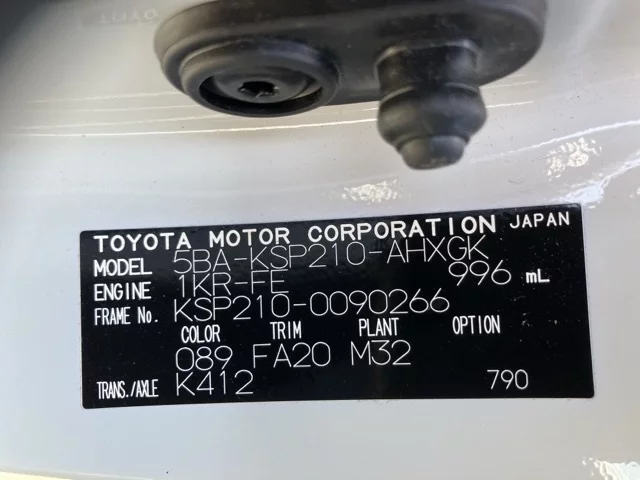 TOYOTA MOTOR CORPORATION JAPAN
MODEL 5BA-KSP210-AHXGK
ENGINE 1KR-FE 996 mL
FRAME No. KSP210-0090266
COLOR TRIM PLANT OPTION
089 FA20 M32
TRANS./AXLE K412 790